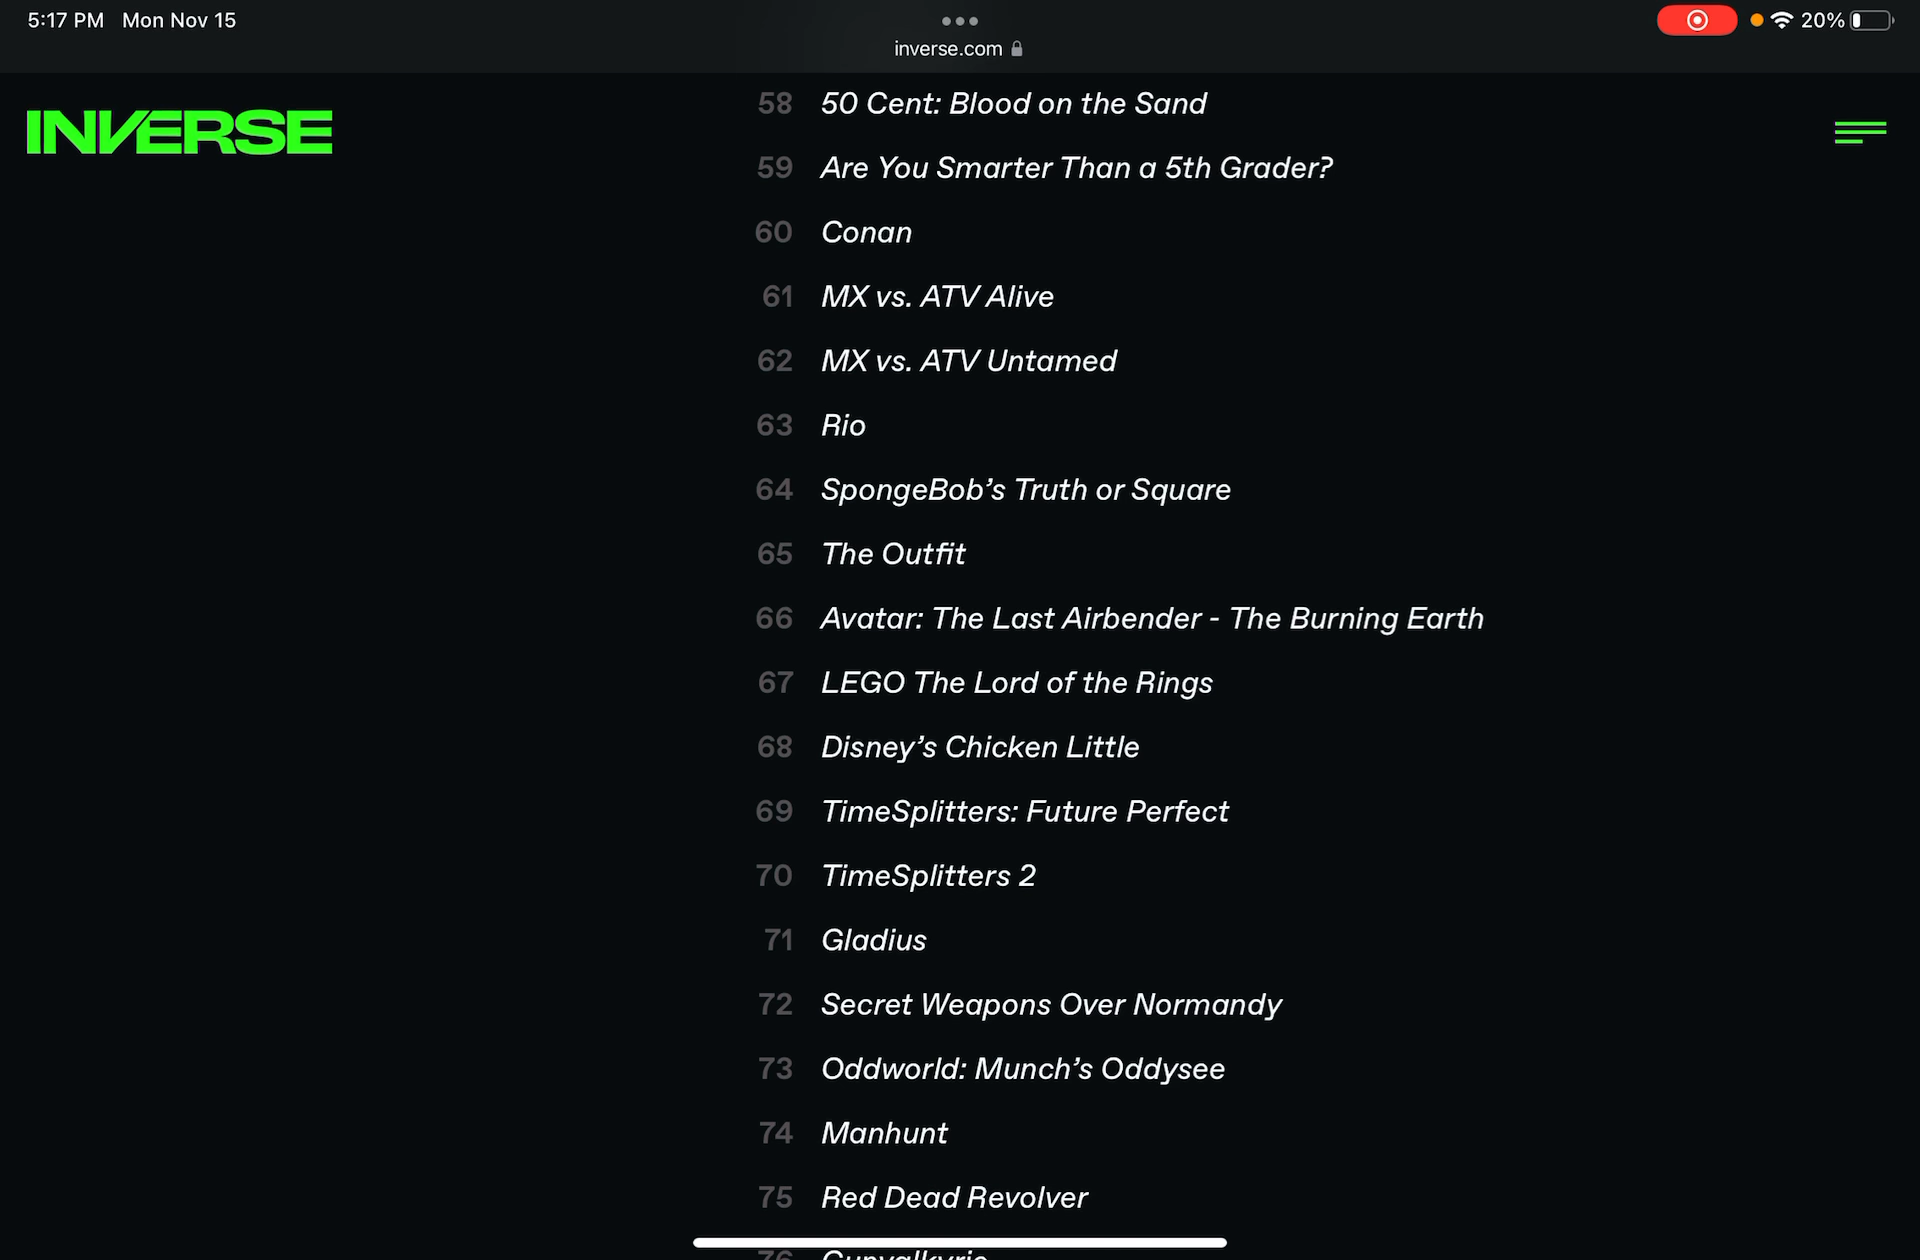 5:17 PM Mon Nov 15
20%
inverse.com
INVERSE
58 50 Cent: Blood on the Sand
59 Are You Smarter Than a 5th Grader?
60 Conan
61 MX vs. ATV Alive
62 MX vs. ATV Untamed
63 Rio
64 SpongeBob’s Truth or Square
65 The Outfit
66 Avatar: The Last Airbender - The Burning Earth
67 LEGO The Lord of the Rings
68 Disney’s Chicken Little
69 TimeSplitters: Future Perfect
70 TimeSplitters 2
71 Gladius
72 Secret Weapons Over Normandy
73 Oddworld: Munch’s Oddysee
74 Manhunt
75 Red Dead Revolver
76 Gunvalkyrie